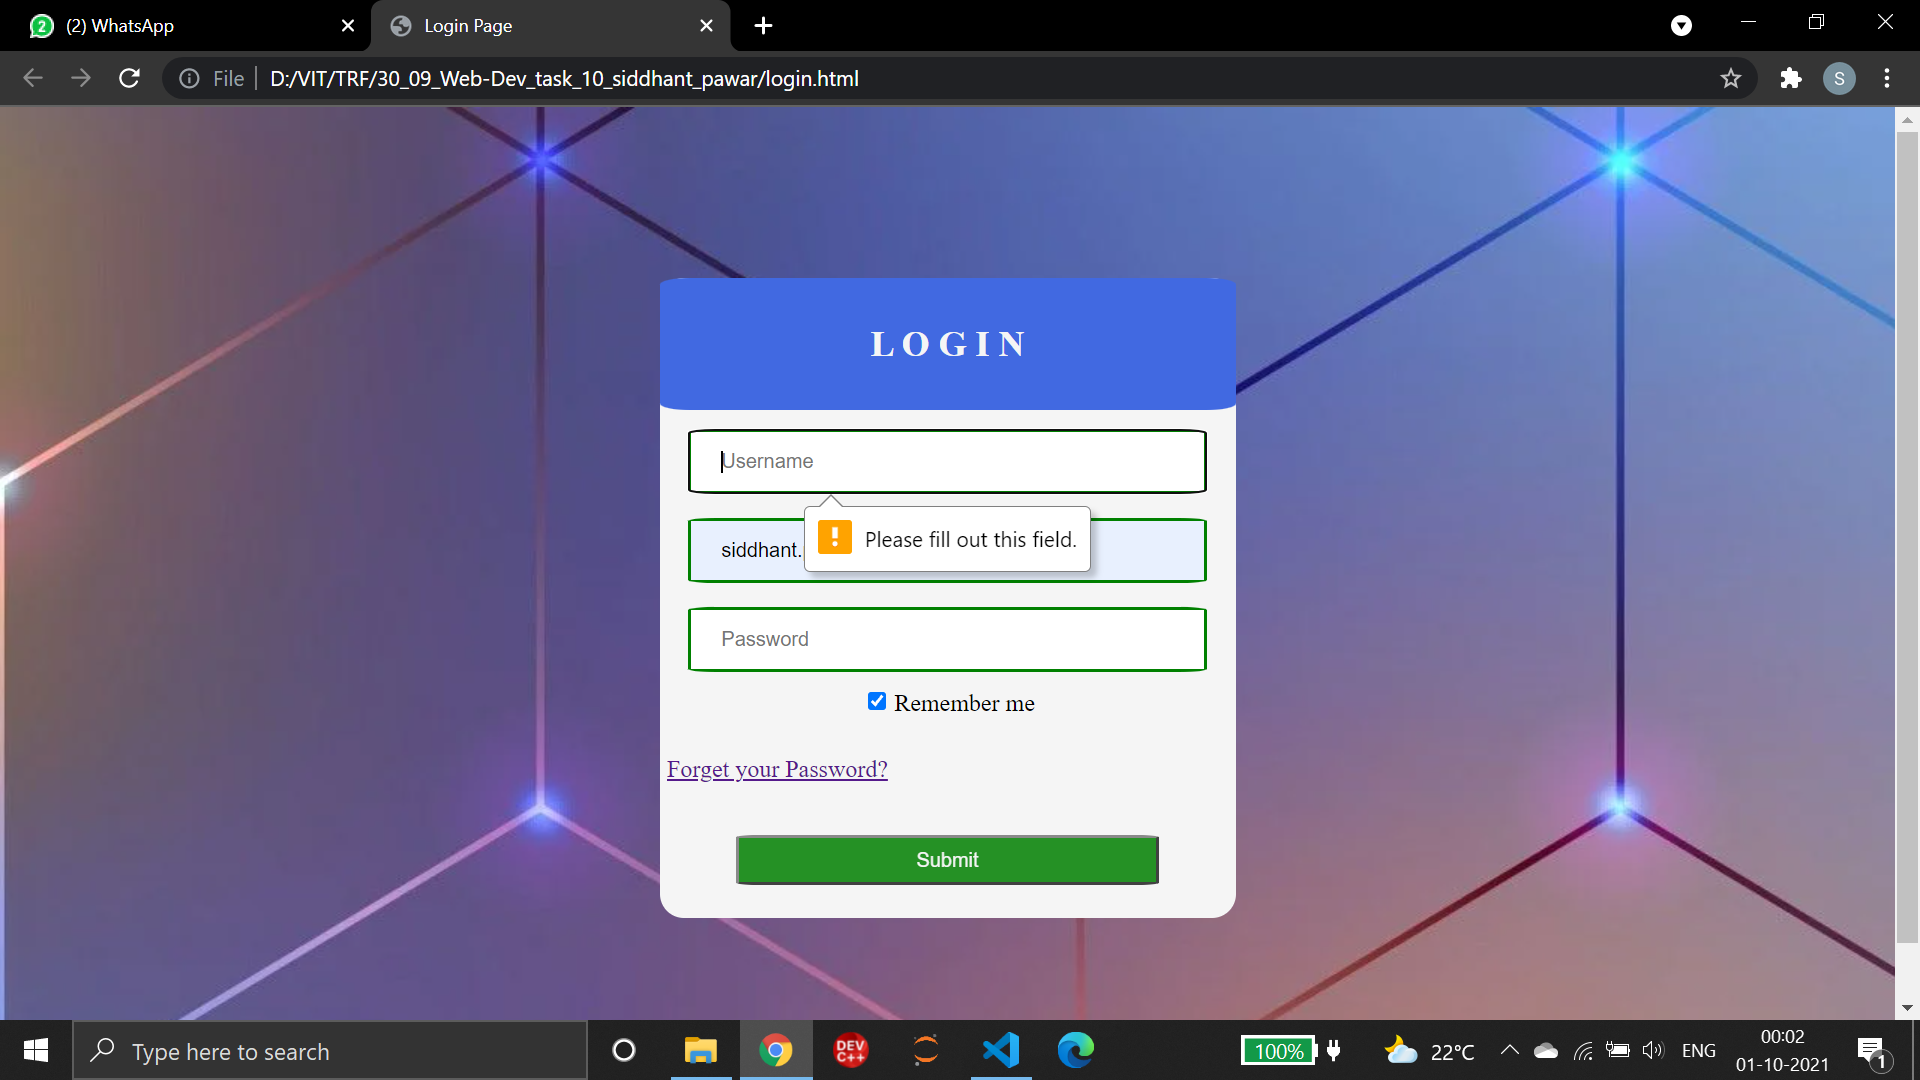 (2) WhatsApp
Login Page
File
D:/VIT/TRF/30_09_Web-Dev_task_10_siddhant_pawar/login.html
S
LOGIN
Username
Please fill out this field.
siddhant.
Password
Remember me
Forget your Password?
Submit
Type here to search
DEV C++
100%
22°C
ENG
00:02
01-10-2021
1